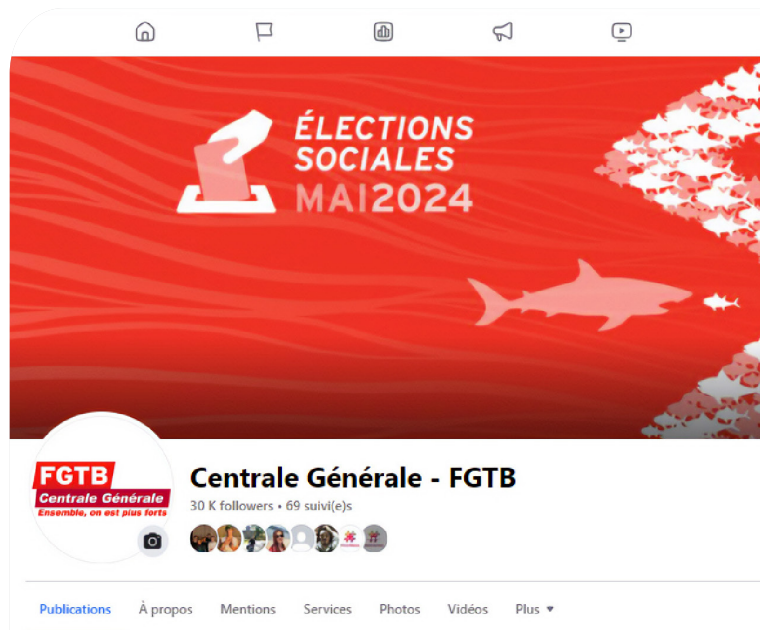 ÉLECTIONS
SOCIALES
MAI2024
FGTB
Centrale Générale
Ensemble, on est plus forts
Centrale Générale - FGTB
30 K followers • 69 suivi(e)s
Publications À propos Mentions Services Photos Vidéos Plus